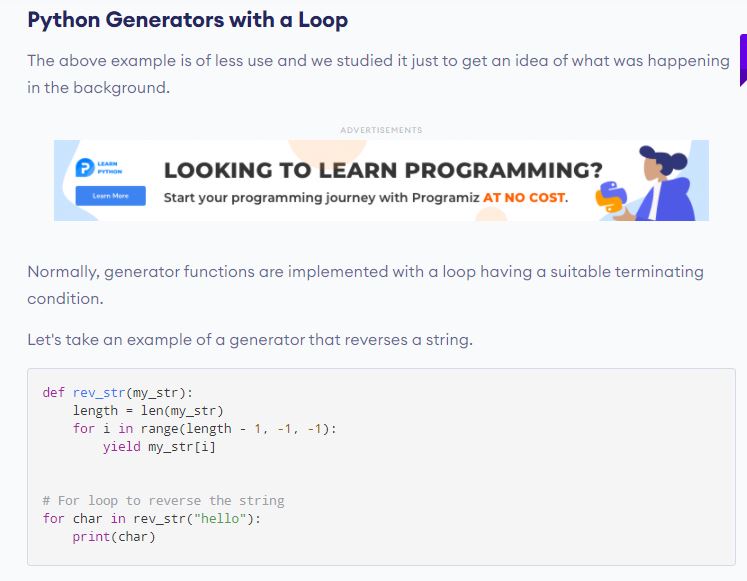 Python Generators with a Loop
The above example is of less use and we studied it just to get an idea of what was happening
in the background.
ADVERTISEMENTS
LEARN
PYTHON
Learn More
LOOKING TO LEARN PROGRAMMING?
Start your programming journey with Programiz AT NO COST.
Normally, generator functions are implemented with a loop having a suitable terminating
condition.
Let's take an example of a generator that reverses a string.
def rev_str(my_str):
    length = len(my_str)
    for i in range(length - 1, -1, -1):
        yield my_str[i]
# For loop to reverse the string
for char in rev_str("hello"):
    print(char)